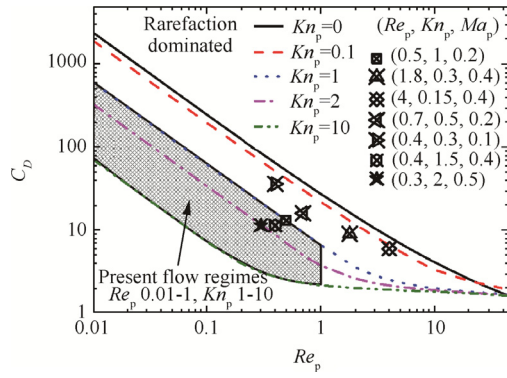 Rarefaction
dominated
Kn_p=0
Kn_p=0.1
Kn_p=1
Kn_p=2
Kn_p=10
(Re_p, Kn_p, Ma_p)
(0.5, 1, 0.2)
(1.8, 0.3, 0.4)
(4, 0.15, 0.4)
(0.7, 0.5, 0.2)
(0.4, 0.3, 0.1)
(0.4, 1.5, 0.4)
(0.3, 2, 0.5)
C_D
1000
100
10
1
Present flow regimes
Re_p 0.01-1, Kn_p 1-10
0.01
0.1
1
10
Re_p